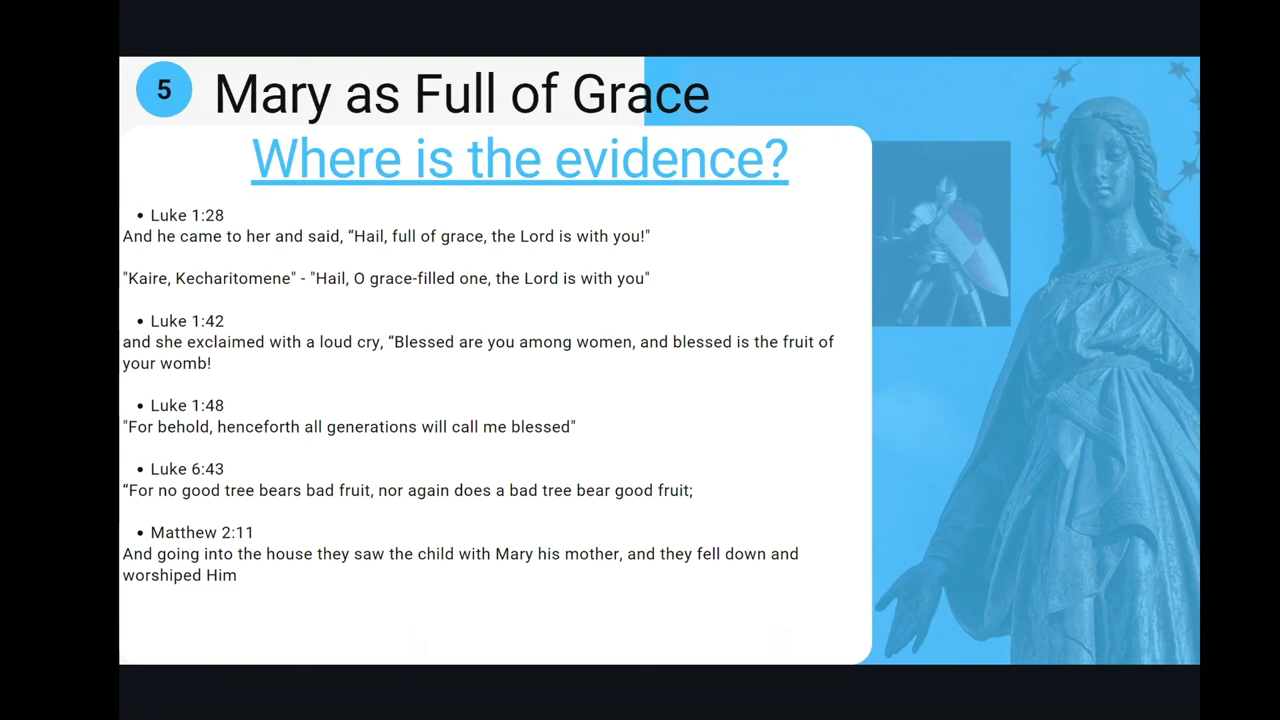 5
Mary as Full of Grace
Where is the evidence?
• Luke 1:28
And he came to her and said, “Hail, full of grace, the Lord is with you!"
"Kaire, Kecharitomene" - "Hail, O grace-filled one, the Lord is with you"
• Luke 1:42
and she exclaimed with a loud cry, “Blessed are you among women, and blessed is the fruit of
your womb!
• Luke 1:48
"For behold, henceforth all generations will call me blessed"
• Luke 6:43
“For no good tree bears bad fruit, nor again does a bad tree bear good fruit;
• Matthew 2:11
And going into the house they saw the child with Mary his mother, and they fell down and
worshiped Him